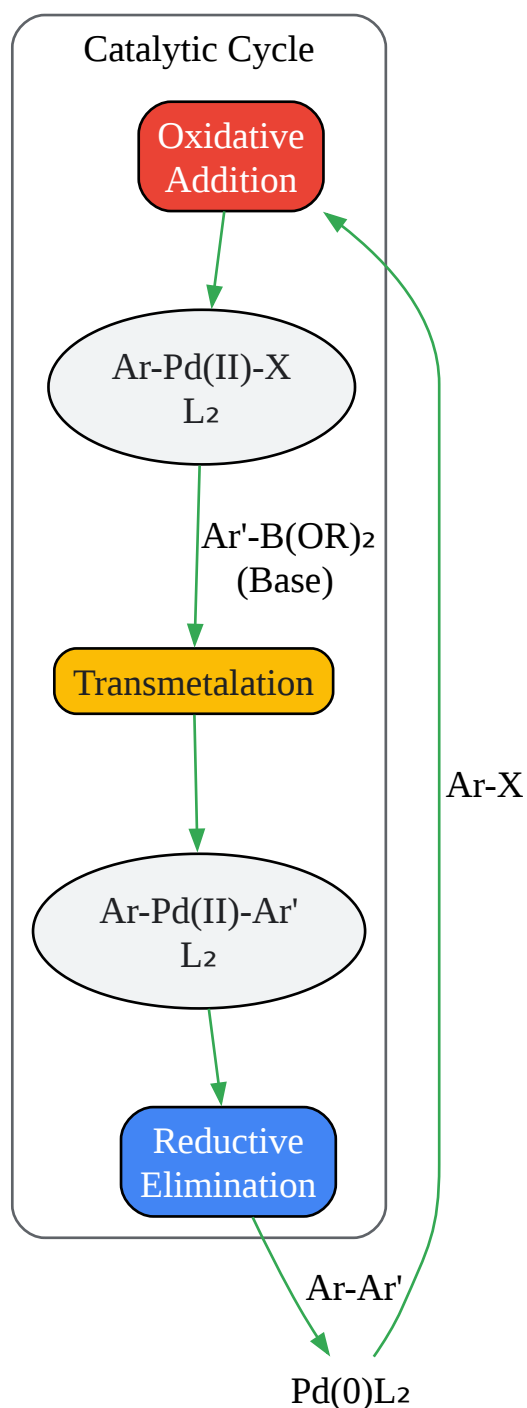 Catalytic Cycle
Oxidative
Addition
Ar-Pd(II)-X
L₂
Ar'-B(OR)₂
(Base)
Transmetalation
Ar-X
Ar-Pd(II)-Ar'
L₂
Reductive
Elimination
Ar-Ar'
Pd(0)L₂